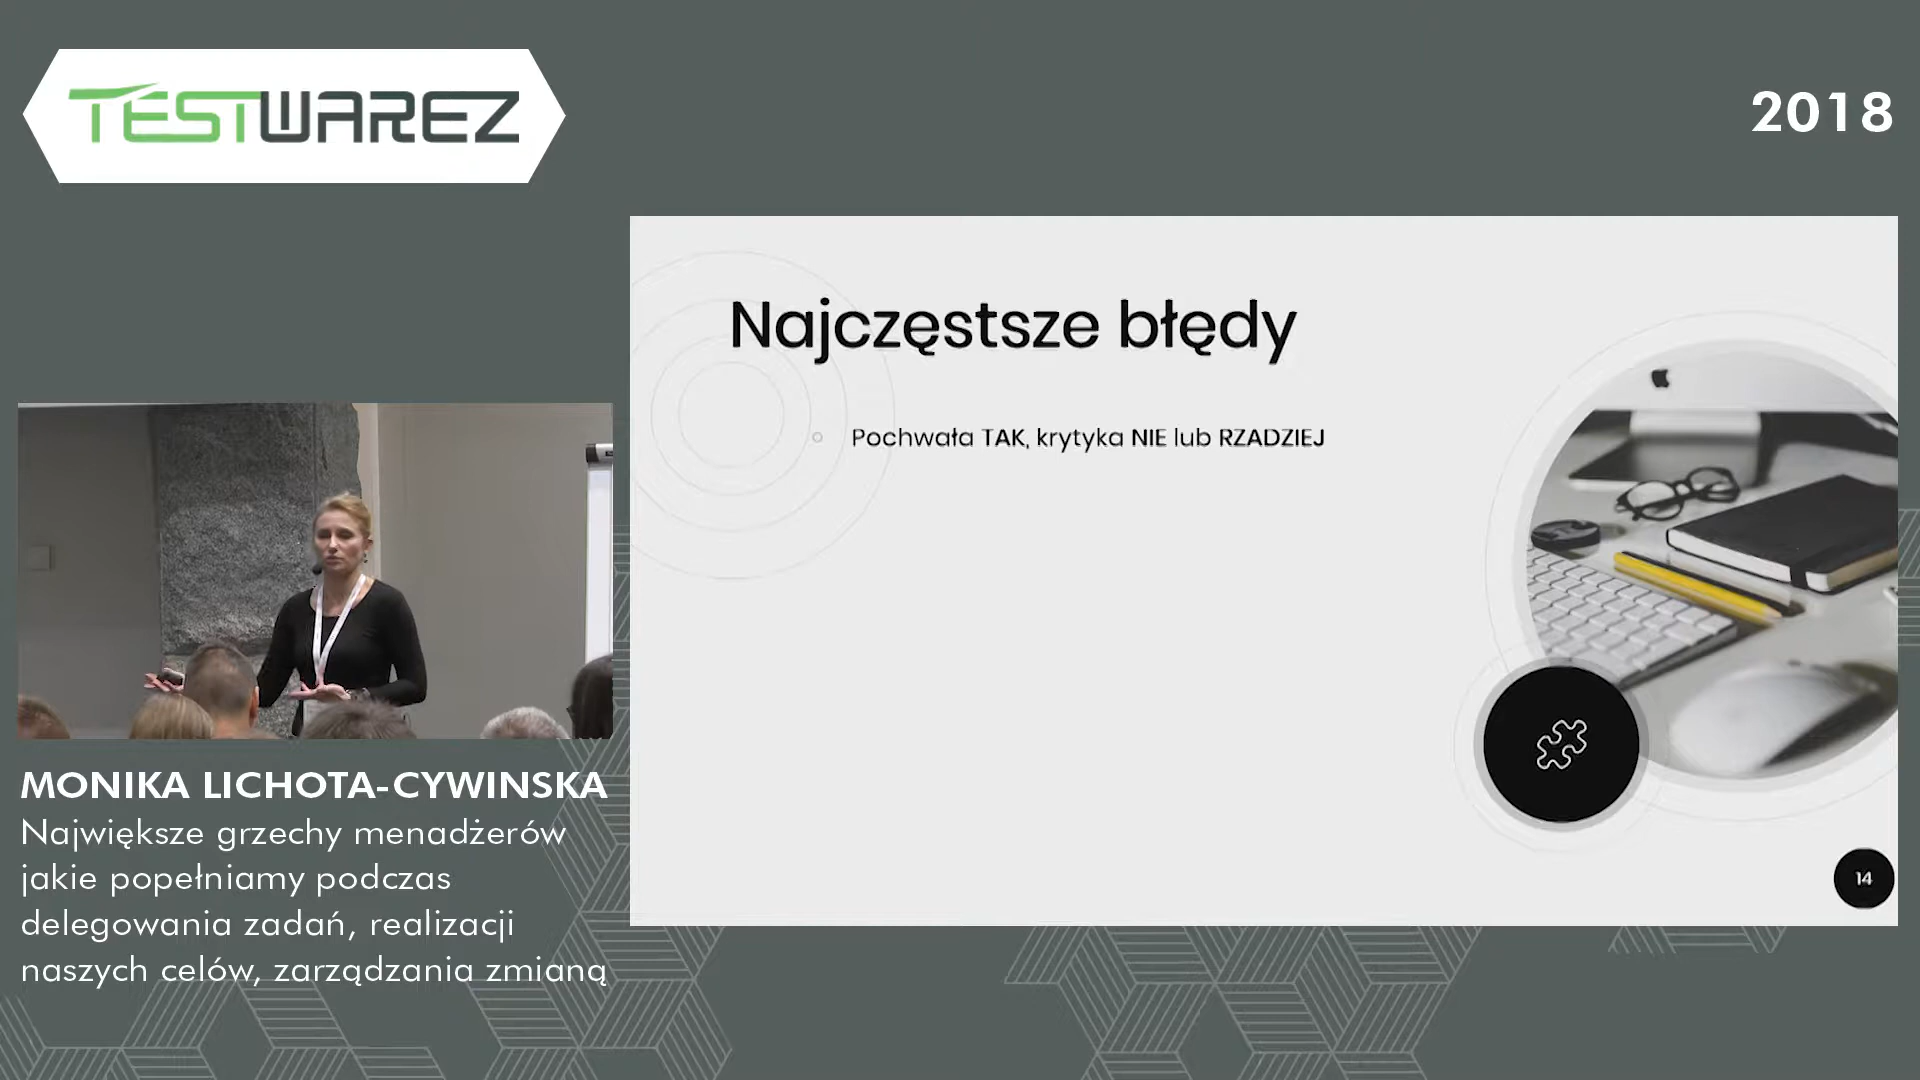 TESTWAREZ
2018
Najczęstsze błędy
Pochwała TAK, krytyka NIE lub RZADZIEJ
14
MONIKA LICHOTA-CYWINSKA
Największe grzechy menadżerów
jakie popełniamy podczas
delegowania zadań, realizacji
naszych celów, zarządzania zmianą